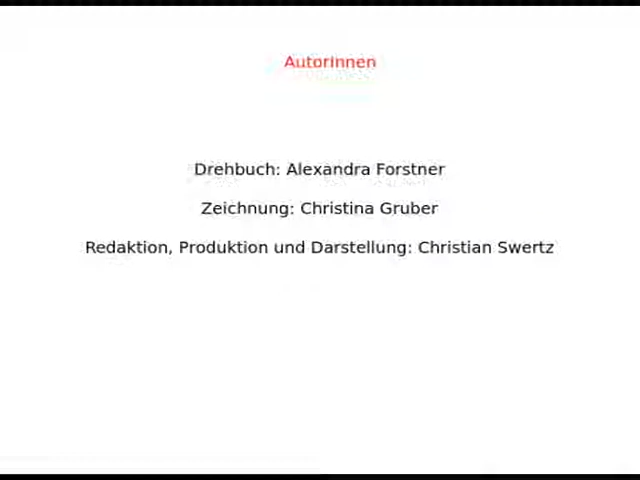 Autorinnen
Drehbuch: Alexandra Forstner
Zeichnung: Christina Gruber
Redaktion, Produktion und Darstellung: Christian Swertz